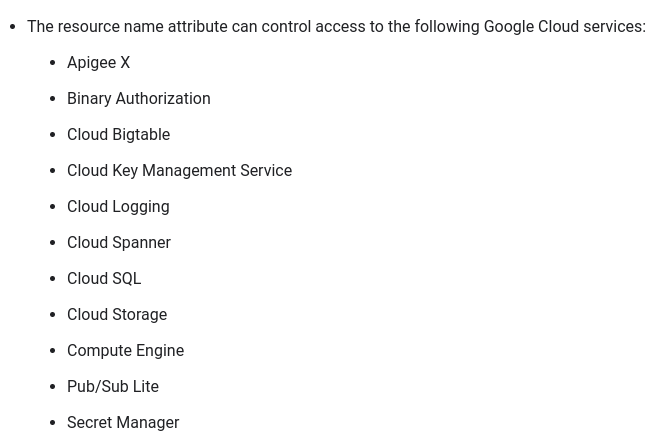 The resource name attribute can control access to the following Google Cloud services:
Apigee X
Binary Authorization
Cloud Bigtable
Cloud Key Management Service
Cloud Logging
Cloud Spanner
Cloud SQL
Cloud Storage
Compute Engine
Pub/Sub Lite
Secret Manager